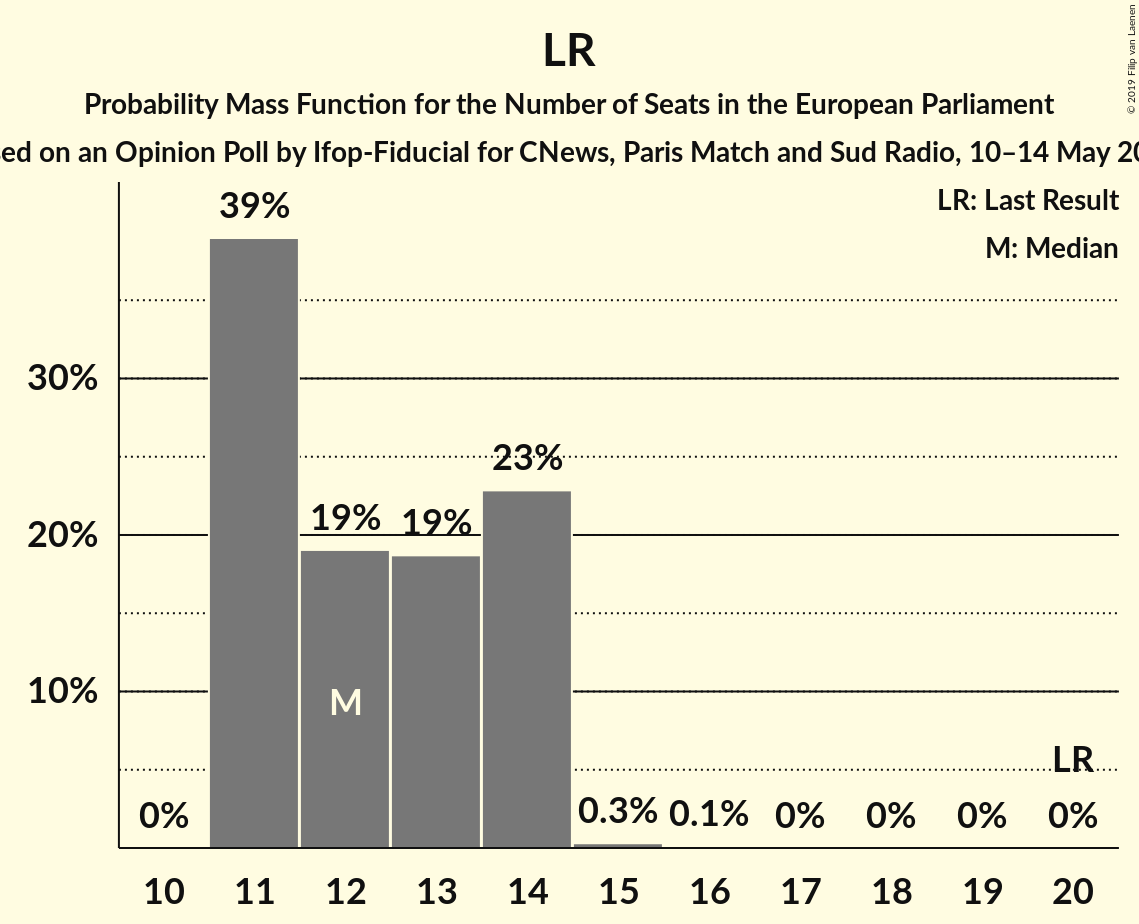 © 2019 Filip van Laenen
LR
Probability Mass Function for the Number of Seats in the European Parliament
on an Opinion Poll by Ifop-Fiducial for CNews, Paris Match and Sud Radio, 10–14 May
LR: Last Result
M: Median
39%
30%
23%
20%
19%
19%
10%
M
LR
0%
0.3%
0.1%
0%
0%
0%
0%
10 11 12 13 14 15 16 17 18 19 20